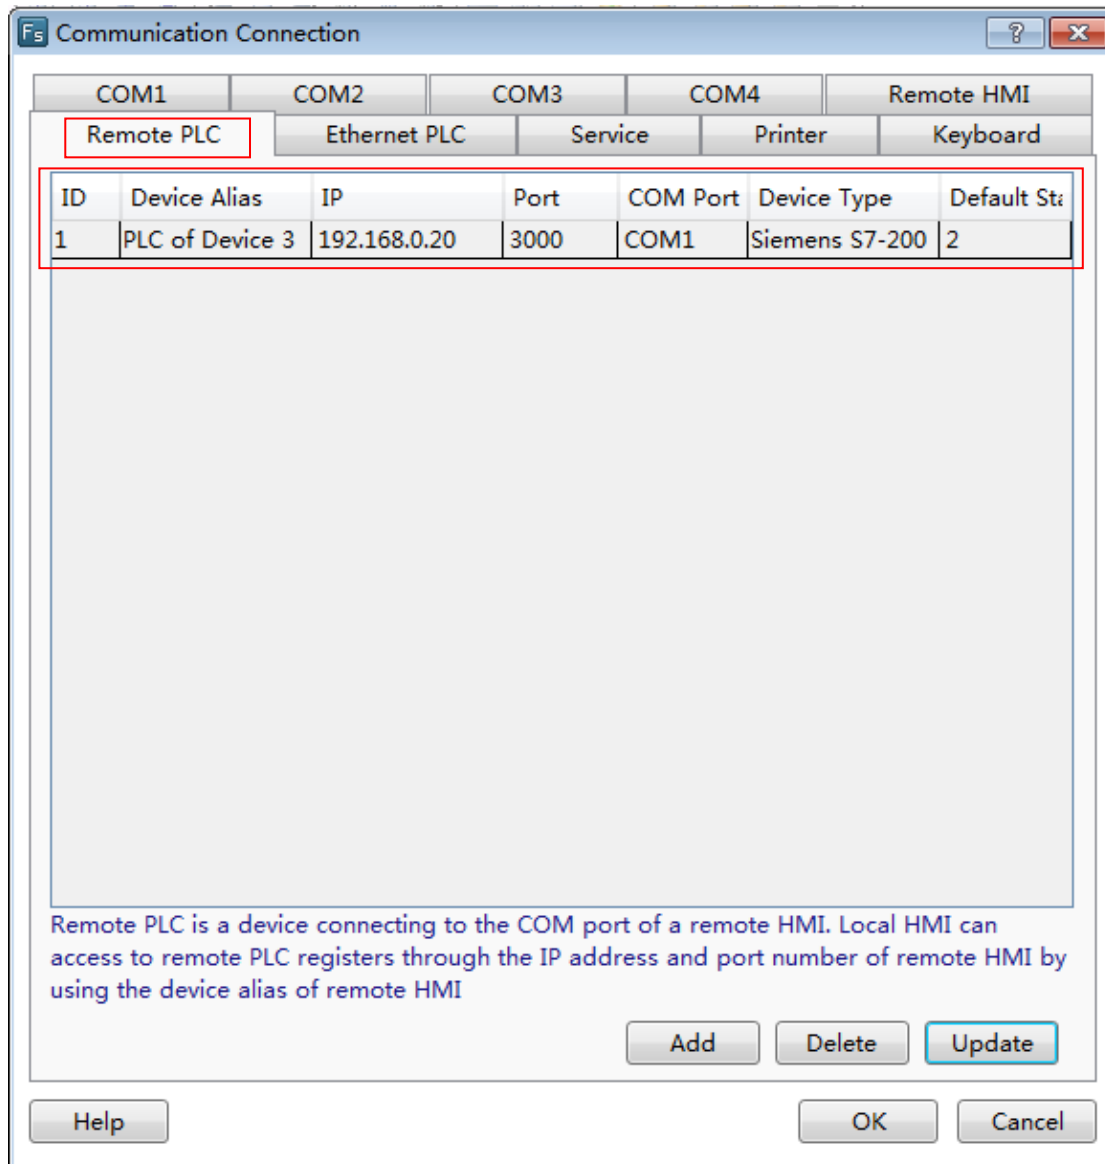 Fs Communication Connection
COM1 COM2 COM3 COM4 Remote HMI
Remote PLC Ethernet PLC Service Printer Keyboard
ID Device Alias IP Port COM Port Device Type Default Sta
1 PLC of Device 3 192.168.0.20 3000 COM1 Siemens S7-200 2
Remote PLC is a device connecting to the COM port of a remote HMI. Local HMI can
access to remote PLC registers through the IP address and port number of remote HMI by
using the device alias of remote HMI
Add Delete Update
Help OK Cancel